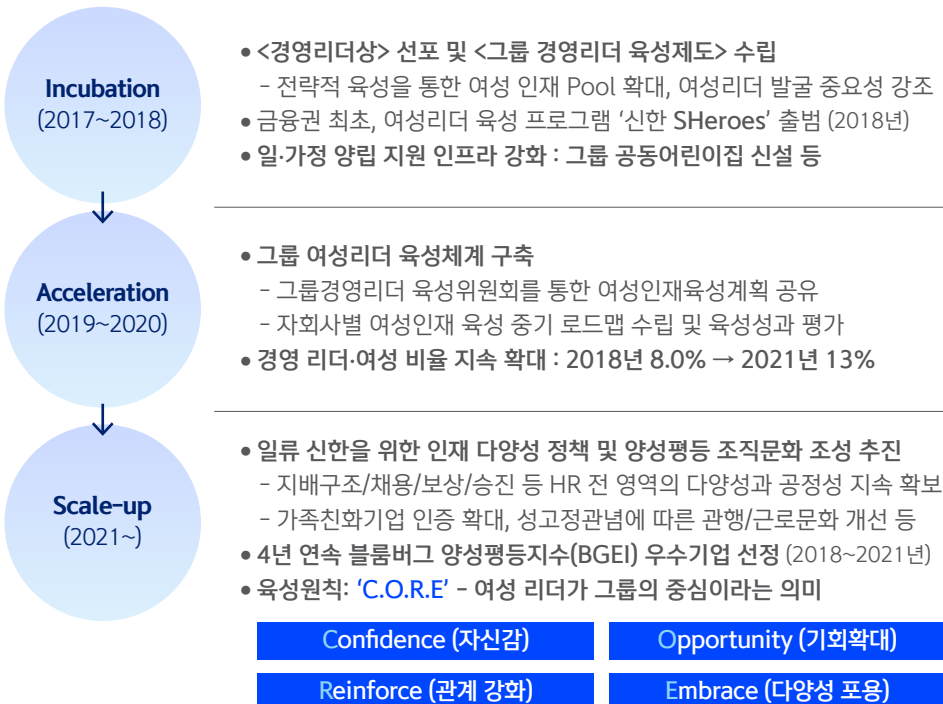 Incubation
(2017~2018)
• <경영리더상> 선포 및 <그룹 경영리더 육성제도> 수립
- 전략적 육성을 통한 여성 인재 Pool 확대, 여성리더 발굴 중요성 강조
• 금융권 최초, 여성리더 육성 프로그램 ‘신한 SHeroes’ 출범 (2018년)
• 일·가정 양립 지원 인프라 강화 : 그룹 공동어린이집 신설 등
Acceleration
(2019~2020)
• 그룹 여성리더 육성체계 구축
- 그룹경영리더 육성위원회를 통한 여성인재육성계획 공유
- 자회사별 여성인재 육성 중기 로드맵 수립 및 육성성과 평가
• 경영 리더·여성 비율 지속 확대 : 2018년 8.0% → 2021년 13%
Scale-up
(2021~)
• 일류 신한을 위한 인재 다양성 정책 및 양성평등 조직문화 조성 추진
- 지배구조/채용/보상/승진 등 HR 전 영역의 다양성과 공정성 지속 확보
- 가족친화기업 인증 확대, 성고정관념에 따른 관행/근로문화 개선 등
• 4년 연속 블룸버그 양성평등지수(BGEI) 우수기업 선정 (2018~2021년)
• 육성원칙: ‘C.O.R.E’ - 여성 리더가 그룹의 중심이라는 의미
Confidence (자신감)
Opportunity (기회확대)
Reinforce (관계 강화)
Embrace (다양성 포용)